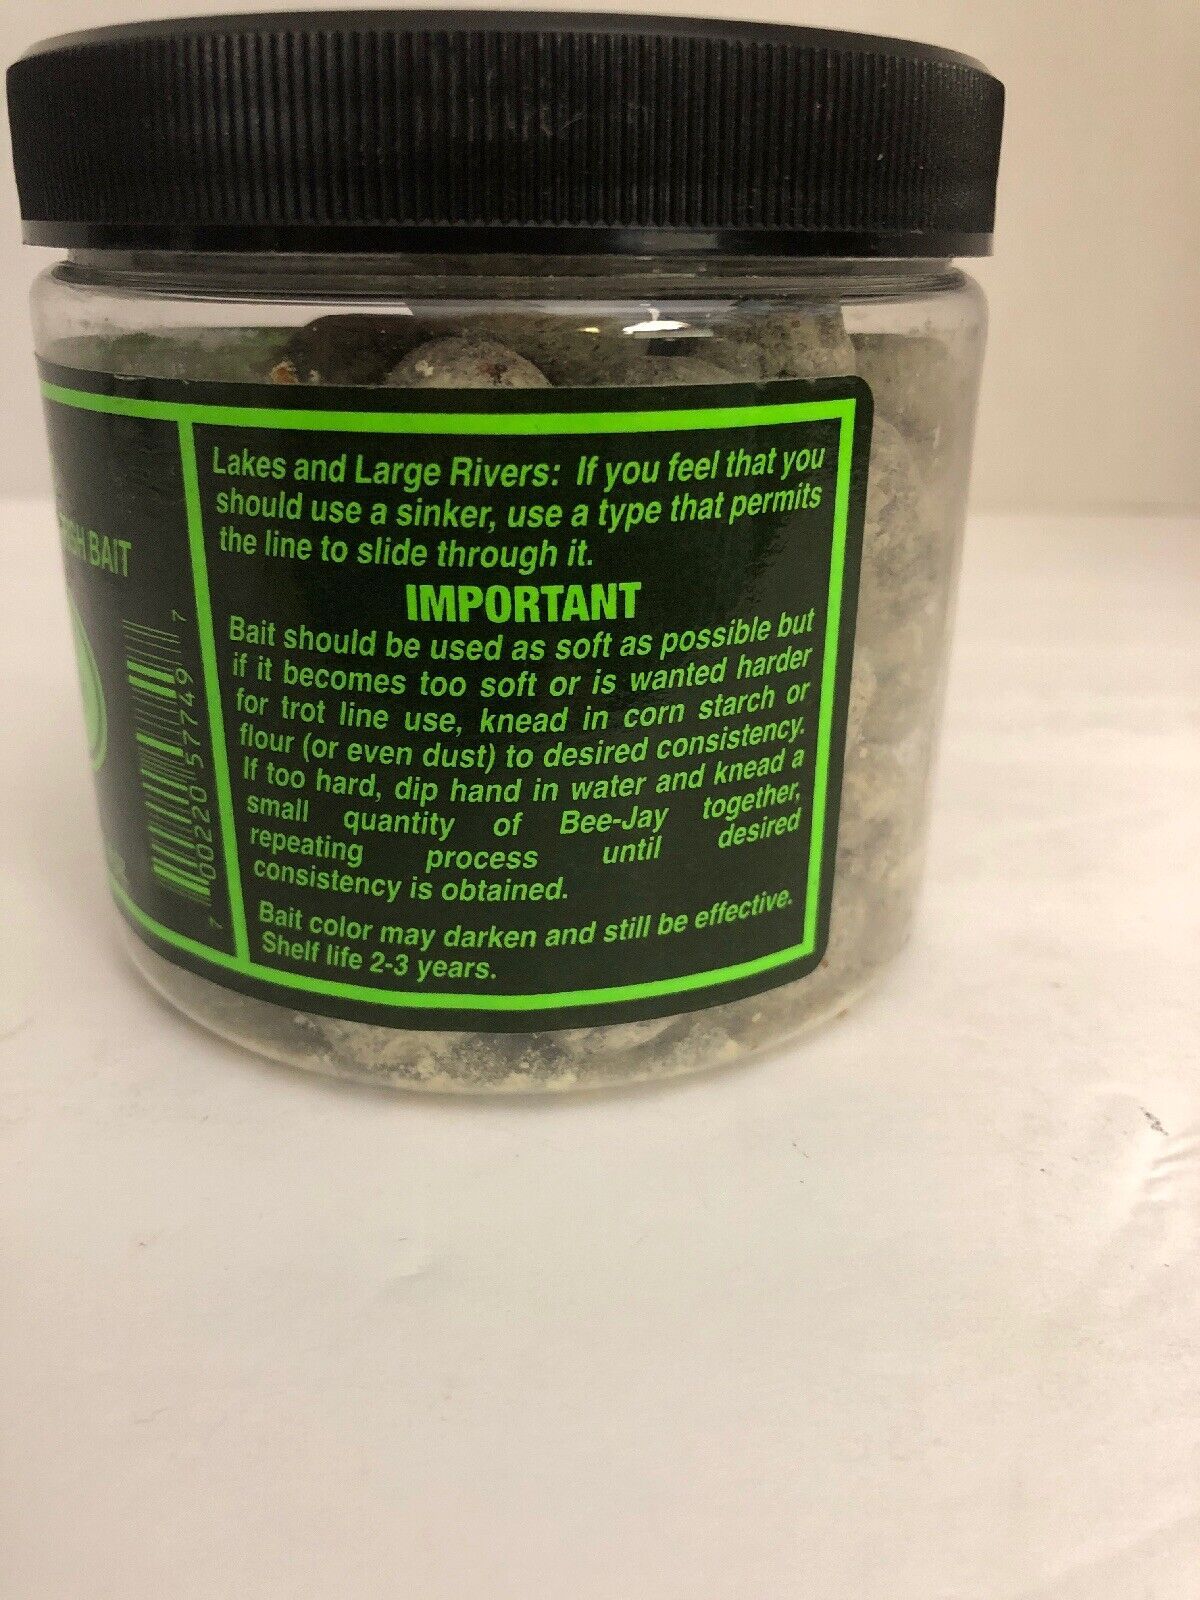 Lakes and Large Rivers: If you feel that you
should use a sinker, use a type that permits
the line to slide through it.
IMPORTANT
Bait should be used as soft as possible but
if it becomes too soft or is wanted harder
for trot line use, knead in corn starch or
flour (or even dust) to desired consistency.
If too hard, dip hand in water and knead a
small quantity of Bee-Jay together,
repeating process until desired
consistency is obtained.
Bait color may darken and still be effective.
Shelf life 2-3 years.
BAIT
7 00220 57749 7